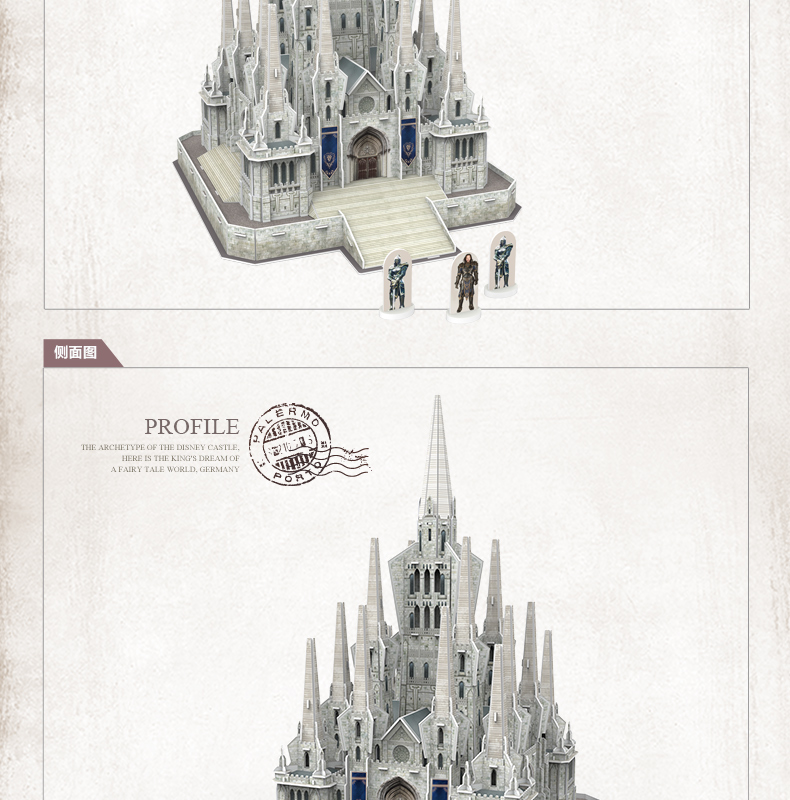 侧面图
PROFILE
THE ARCHETYPE OF THE DISNEY CASTLE,
HERE IS THE KING'S DREAM OF
A FAIRY TALE WORLD, GERMANY
PALERMO
PORTO